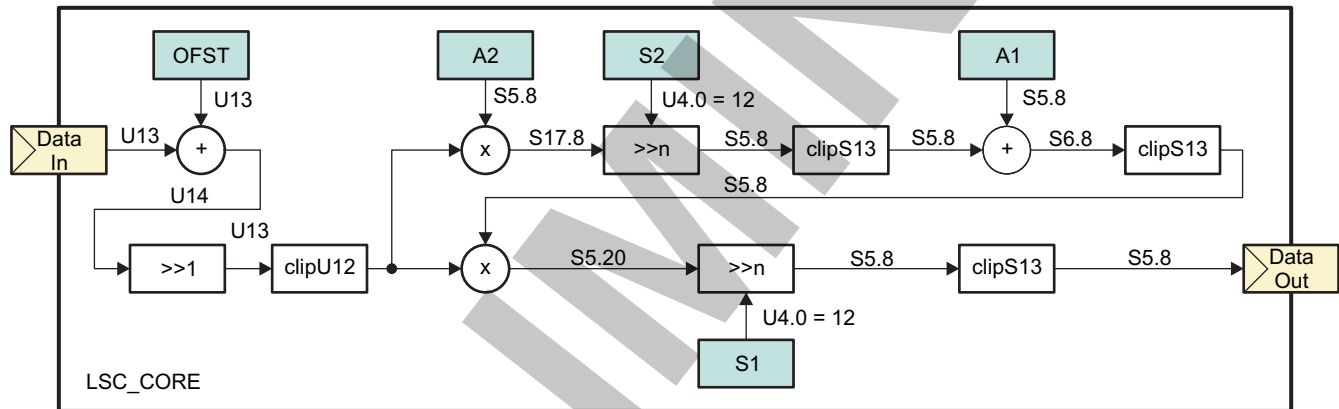 OFST
A2
S2
A1
U13
S5.8
U4.0 = 12
S5.8
Data
In
U13
+
x
S17.8
>>n
S5.8
clipS13
S5.8
+
S6.8
clipS13
U14
S5.8
U13
>>1
clipU12
x
S5.20
>>n
S5.8
clipS13
S5.8
Data
Out
U4.0 = 12
S1
LSC_CORE